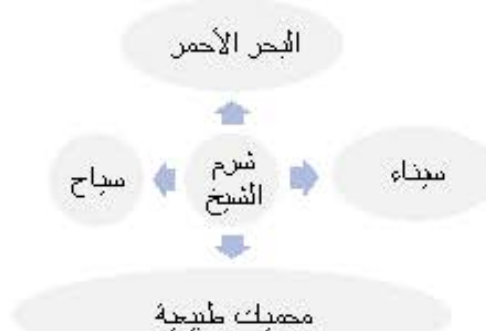 البحر الأحمر
شرم
الشيخ
سيناء
سياح
محميات طبيعية